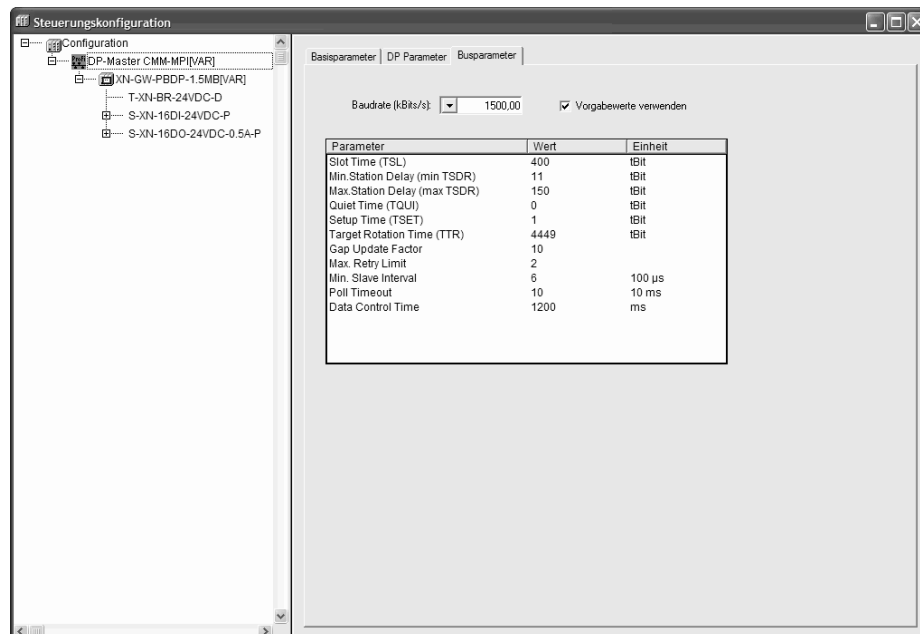 Steuerungskonfiguration
Configuration
DP-Master CMM-MPI[VAR]
XN-GW-PBDP-1.5MB[VAR]
T-XN-BR-24VDC-D
S-XN-16DI-24VDC-P
S-XN-16DO-24VDC-0.5A-P
Basisparameter DP Parameter Busparameter
Baudrate (kBits/s): 1500,00 Vorgabewerte verwenden
Parameter Wert Einheit
Slot Time (TSL) 400 tBit
Min.Station Delay (min TSDR) 11 tBit
Max.Station Delay (max TSDR) 150 tBit
Quiet Time (TQUI) 0 tBit
Setup Time (TSET) 1 tBit
Target Rotation Time (TTR) 4449 tBit
Gap Update Factor 10
Max. Retry Limit 2
Min. Slave Interval 6 100 µs
Poll Timeout 10 10 ms
Data Control Time 1200 ms